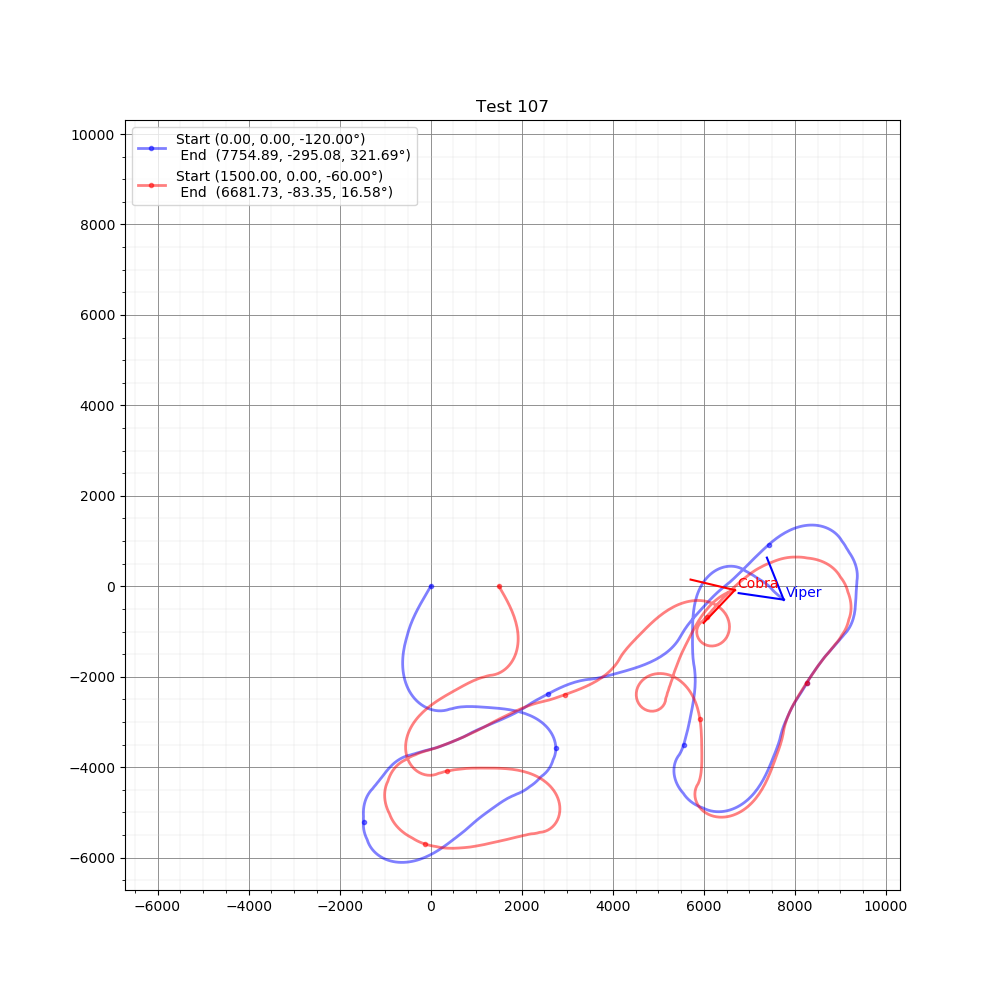 Test 107
Start (0.00, 0.00, -120.00°)
End (7754.89, -295.08, 321.69°)
Start (1500.00, 0.00, -60.00°)
End (6681.73, -83.35, 16.58°)
10000
8000
6000
4000
2000
0
−2000
−4000
−6000
Cobra
Viper
−6000 −4000 −2000 0 2000 4000 6000 8000 10000